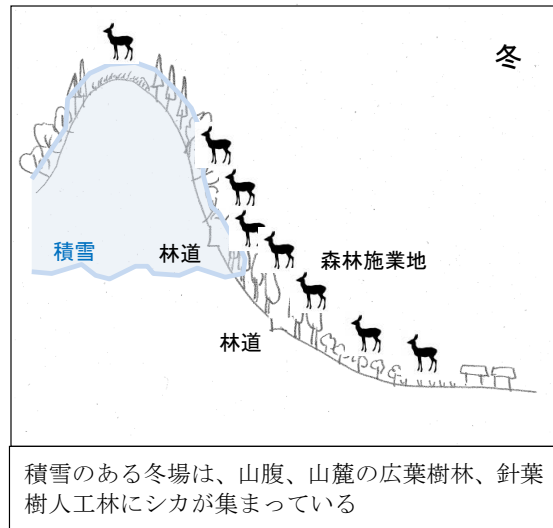 冬
積雪
林道
森林施業地
林道
積雪のある冬場は、山腹、山麓の広葉樹林、針葉
樹人工林にシカが集まっている